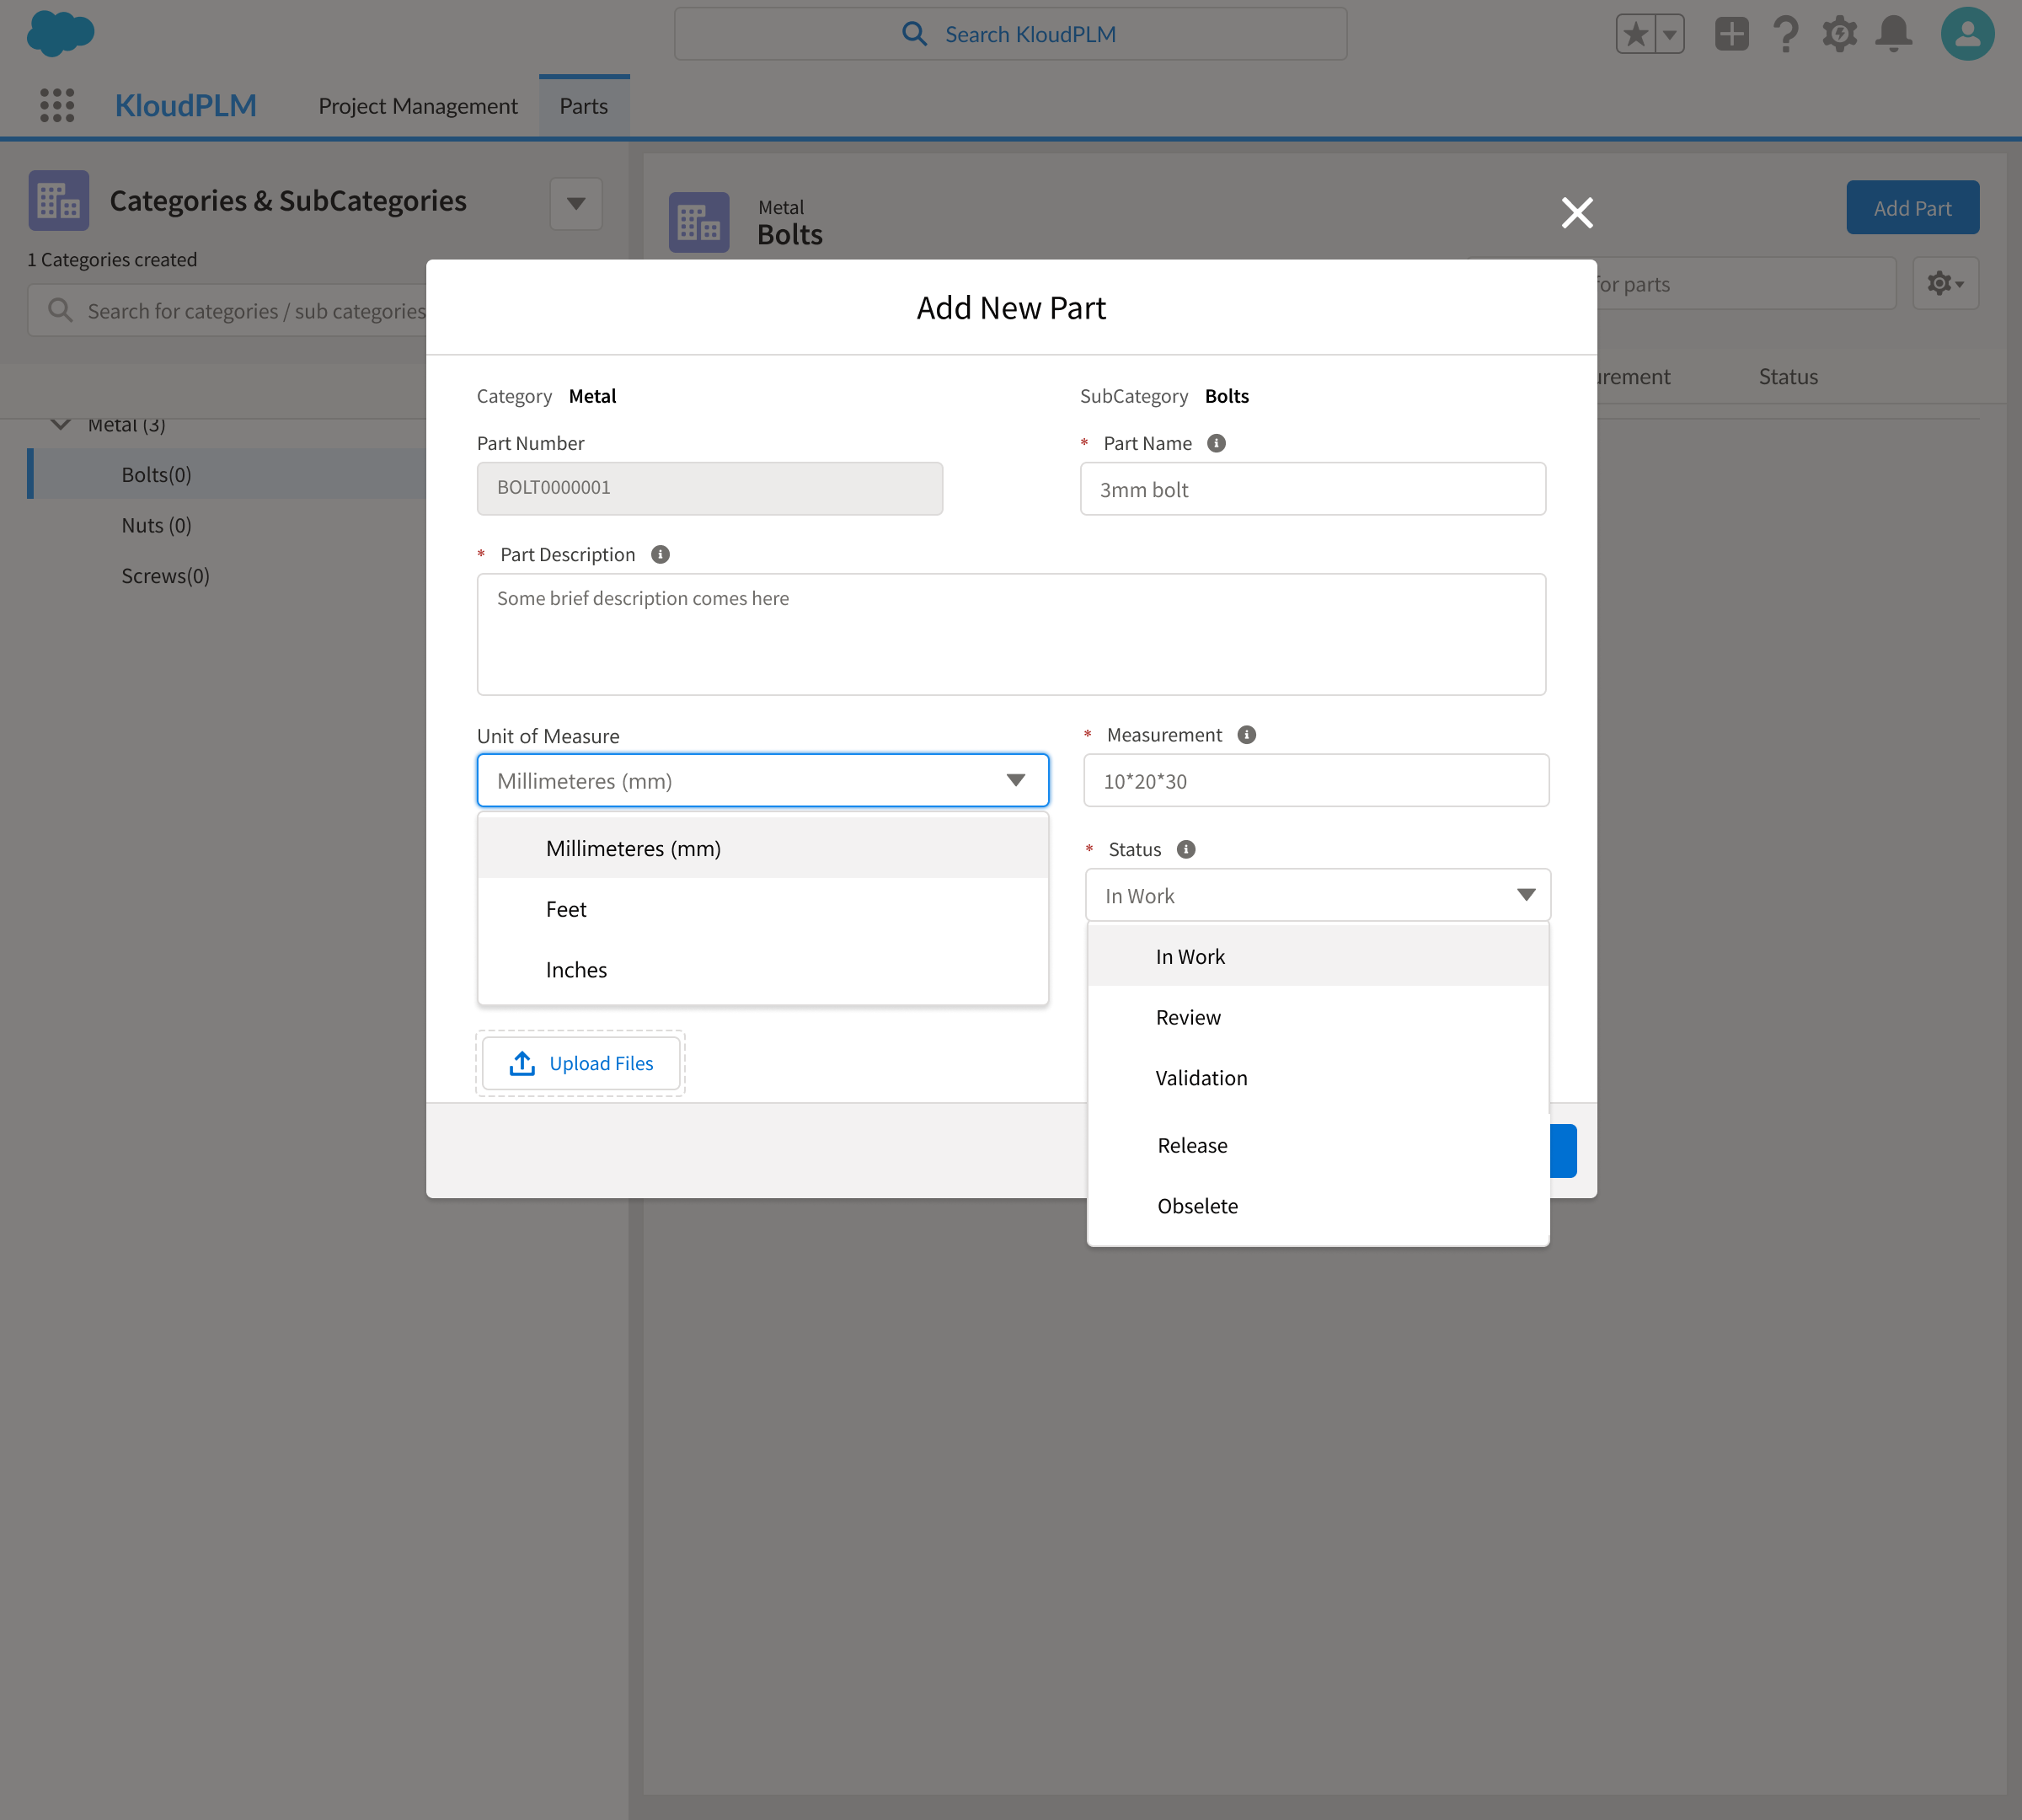 Search KloudPLM
KloudPLM
Project Management
Parts
Categories & SubCategories
1 Categories created
Search for categories / sub categories
Metal (3)
Bolts(0)
Nuts (0)
Screws(0)
Metal
Bolts
Add Part
for parts
urement
Status
Add New Part
Category Metal
SubCategory Bolts
Part Number
BOLT0000001
* Part Name
3mm bolt
* Part Description
Some brief description comes here
Unit of Measure
Millimeteres (mm)
Millimeteres (mm)
Feet
Inches
* Measurement
10*20*30
* Status
In Work
In Work
Review
Validation
Release
Obselete
Upload Files